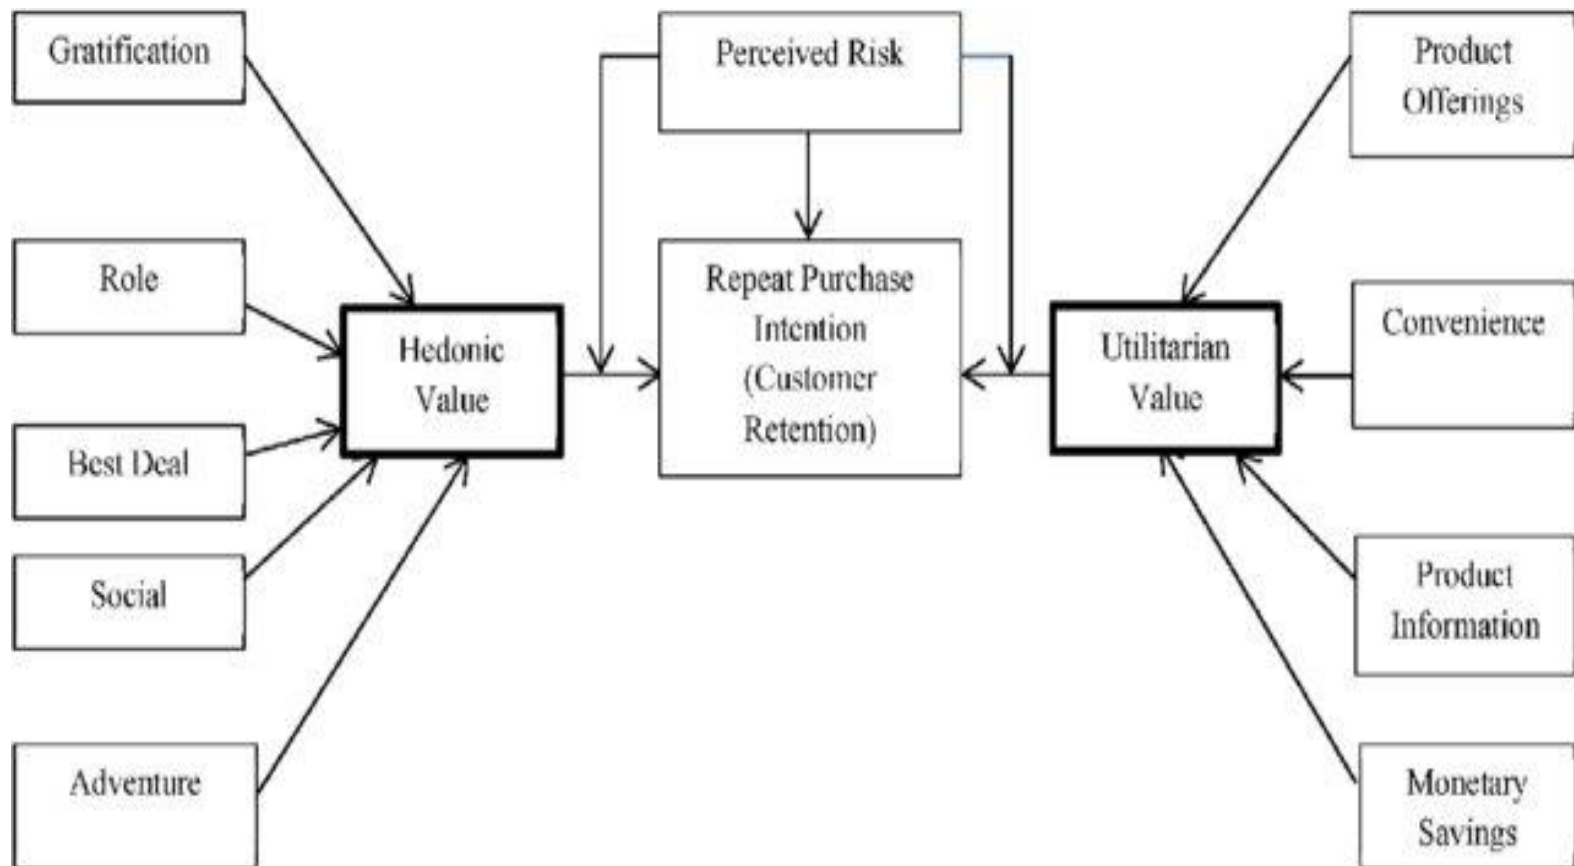 Gratification
Perceived Risk
Product
Offerings
Role
Repeat Purchase
Intention
(Customer
Retention)
Convenience
Hedonic
Value
Utilitarian
Value
Best Deal
Social
Product
Information
Adventure
Monetary
Savings